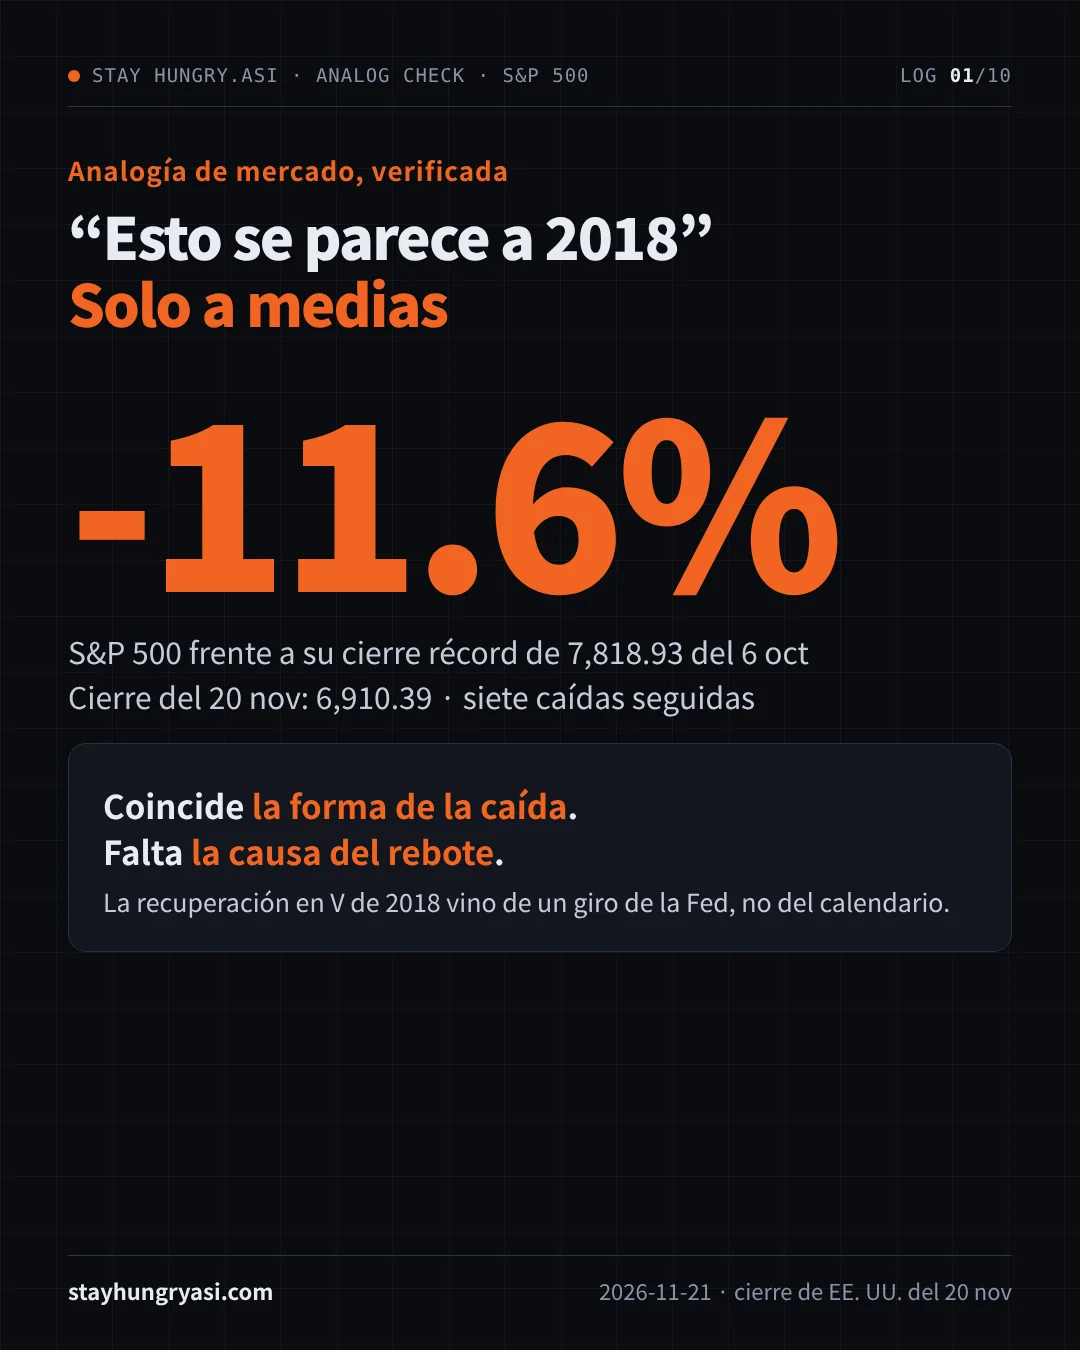 STAY HUNGRY.ASI · ANALOG CHECK · S&P 500
LOG 01/10
Analogía de mercado, verificada
“Esto se parece a 2018”
Solo a medias
-11.6%
S&P 500 frente a su cierre récord de 7,818.93 del 6 oct
Cierre del 20 nov: 6,910.39 · siete caídas seguidas
Coincide la forma de la caída.
Falta la causa del rebote.
La recuperación en V de 2018 vino de un giro de la Fed, no del calendario.
stayhungryasi.com
2026-11-21 · cierre de EE. UU. del 20 nov